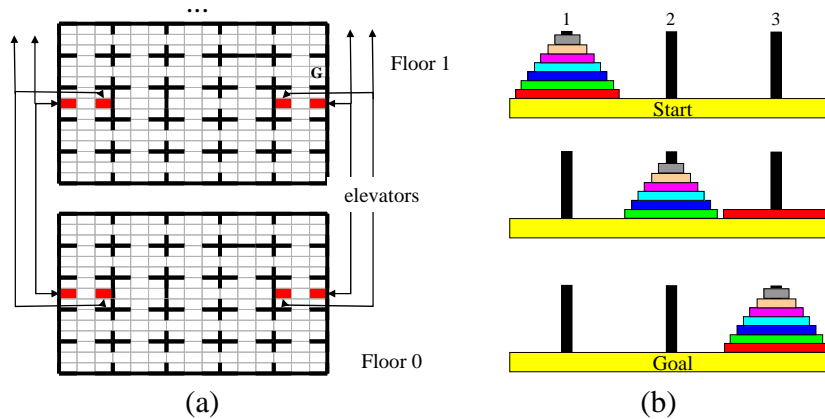 ...
Floor 1
G
elevators
Floor 0
(a)
1 2 3
Start
Goal
(b)